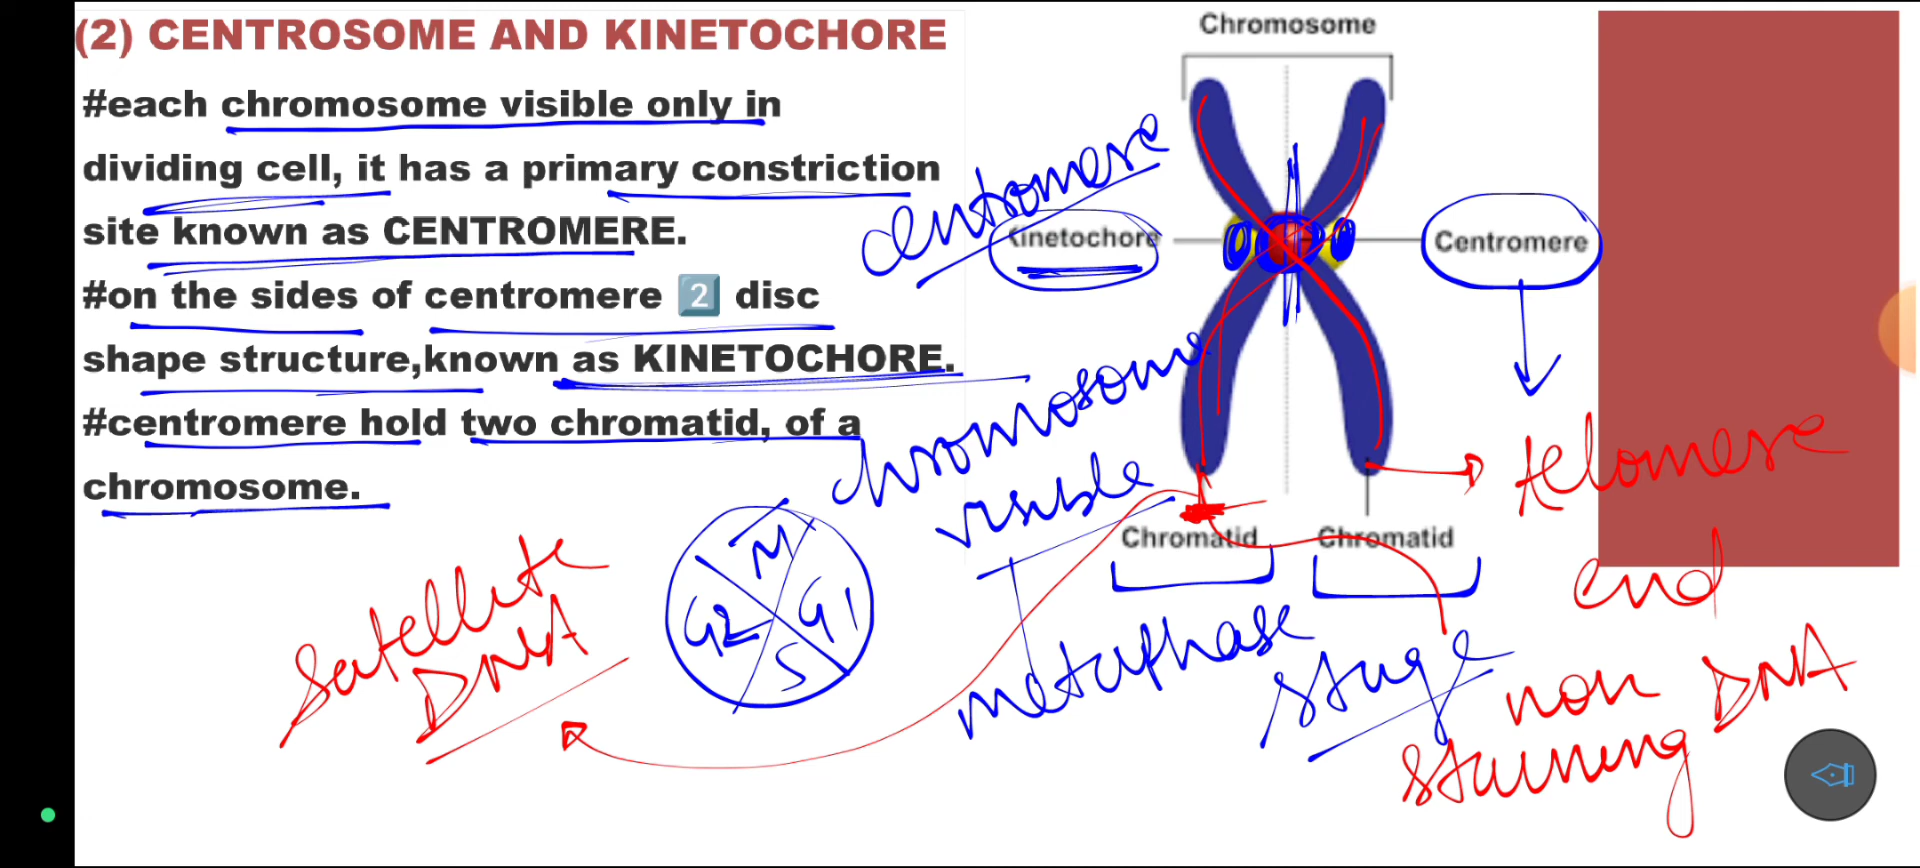 (2) CENTROSOME AND KINETOCHORE
#each chromosome visible only in
dividing cell, it has a primary constriction
site known as CENTROMERE.
#on the sides of centromere 2 disc
shape structure,known as KINETOCHORE.
#centromere hold two chromatid, of a
chromosome.
Chromosome
centromere
Kinetochore
Centromere
chromosome
visible
metaphase
stage
Chromatid
Chromatid
telomere
end
non DNA
staining
Satellite
DNA
M
G1
S
G2